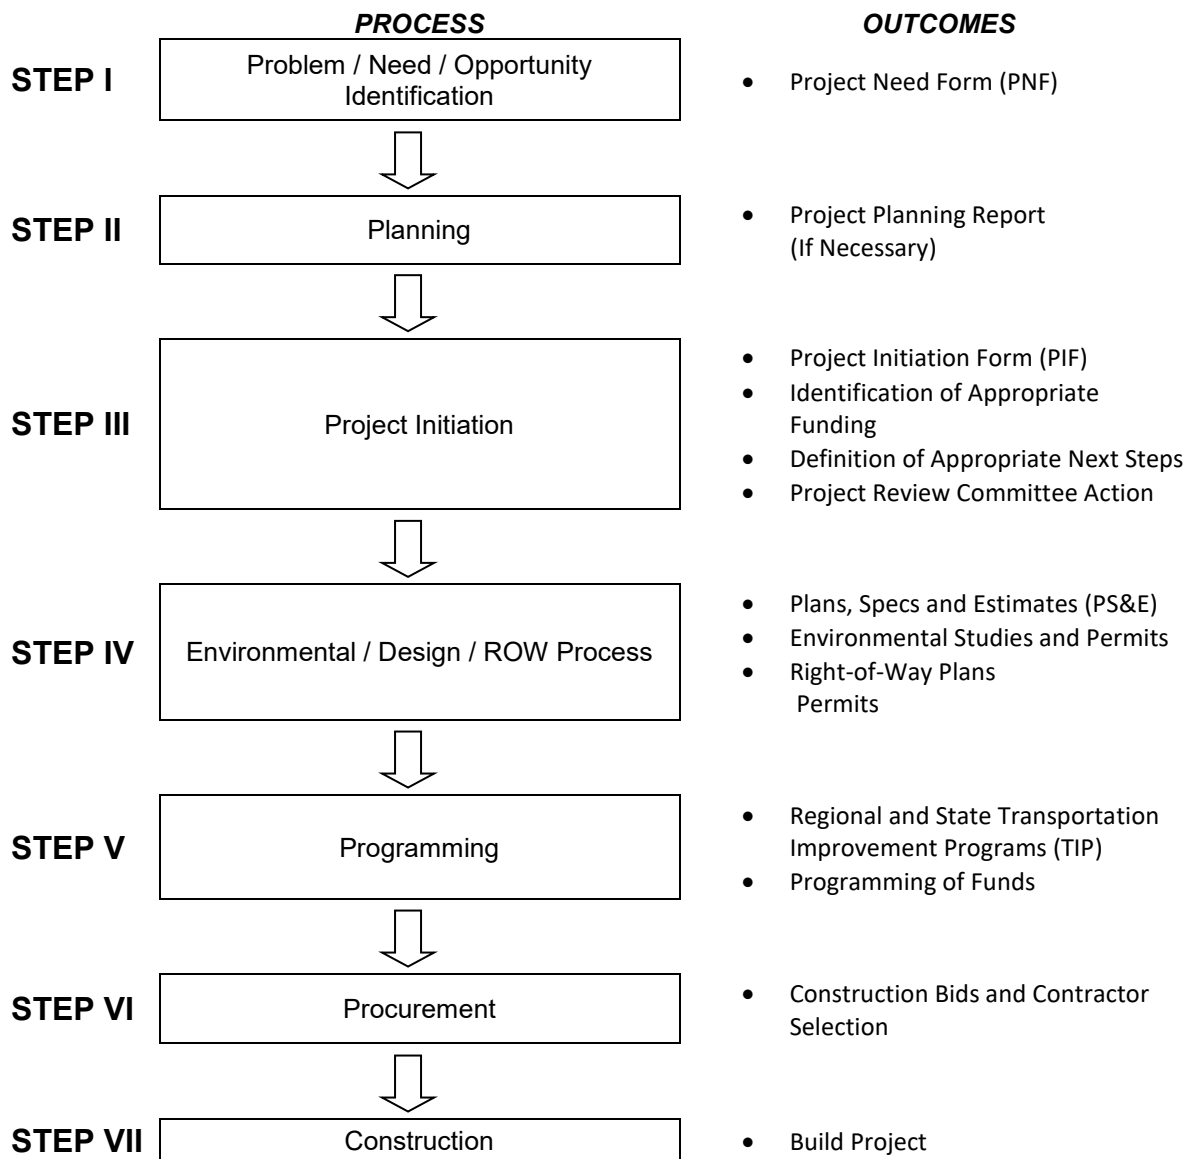 PROCESS
OUTCOMES
STEP I
Problem / Need / Opportunity
Identification
• Project Need Form (PNF)
STEP II
Planning
• Project Planning Report
(If Necessary)
STEP III
Project Initiation
• Project Initiation Form (PIF)
• Identification of Appropriate
Funding
• Definition of Appropriate Next Steps
• Project Review Committee Action
STEP IV
Environmental / Design / ROW Process
• Plans, Specs and Estimates (PS&E)
• Environmental Studies and Permits
• Right-of-Way Plans
Permits
STEP V
Programming
• Regional and State Transportation
Improvement Programs (TIP)
• Programming of Funds
STEP VI
Procurement
• Construction Bids and Contractor
Selection
STEP VII
Construction
• Build Project